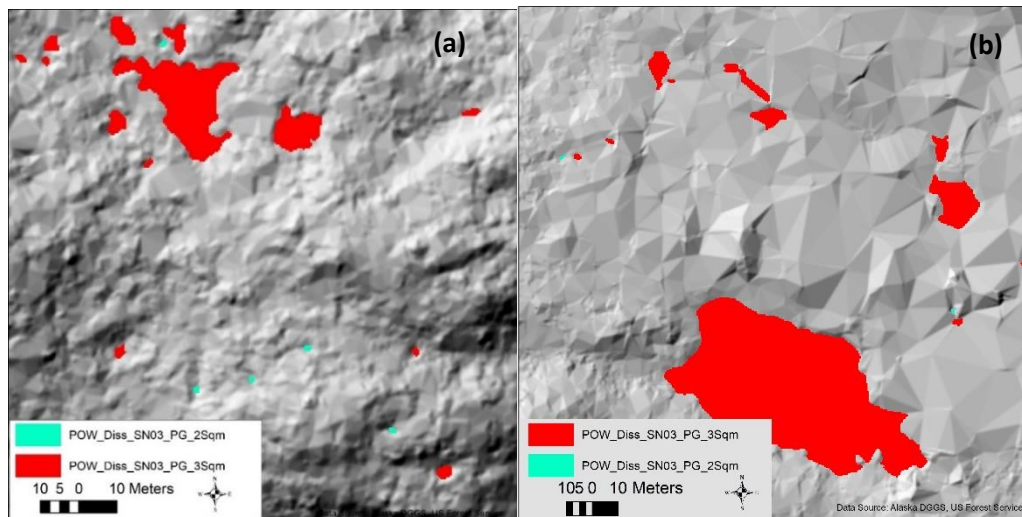 (a)
POW_Diss_SN03_PG_2Sqm
POW_Diss_SN03_PG_3Sqm
10 5 0 10 Meters
N
(b)
POW_Diss_SN03_PG_3Sqm
POW_Diss_SN03_PG_2Sqm
105 0 10 Meters
N
Data Source: Alaska DGGS, US Forest Service